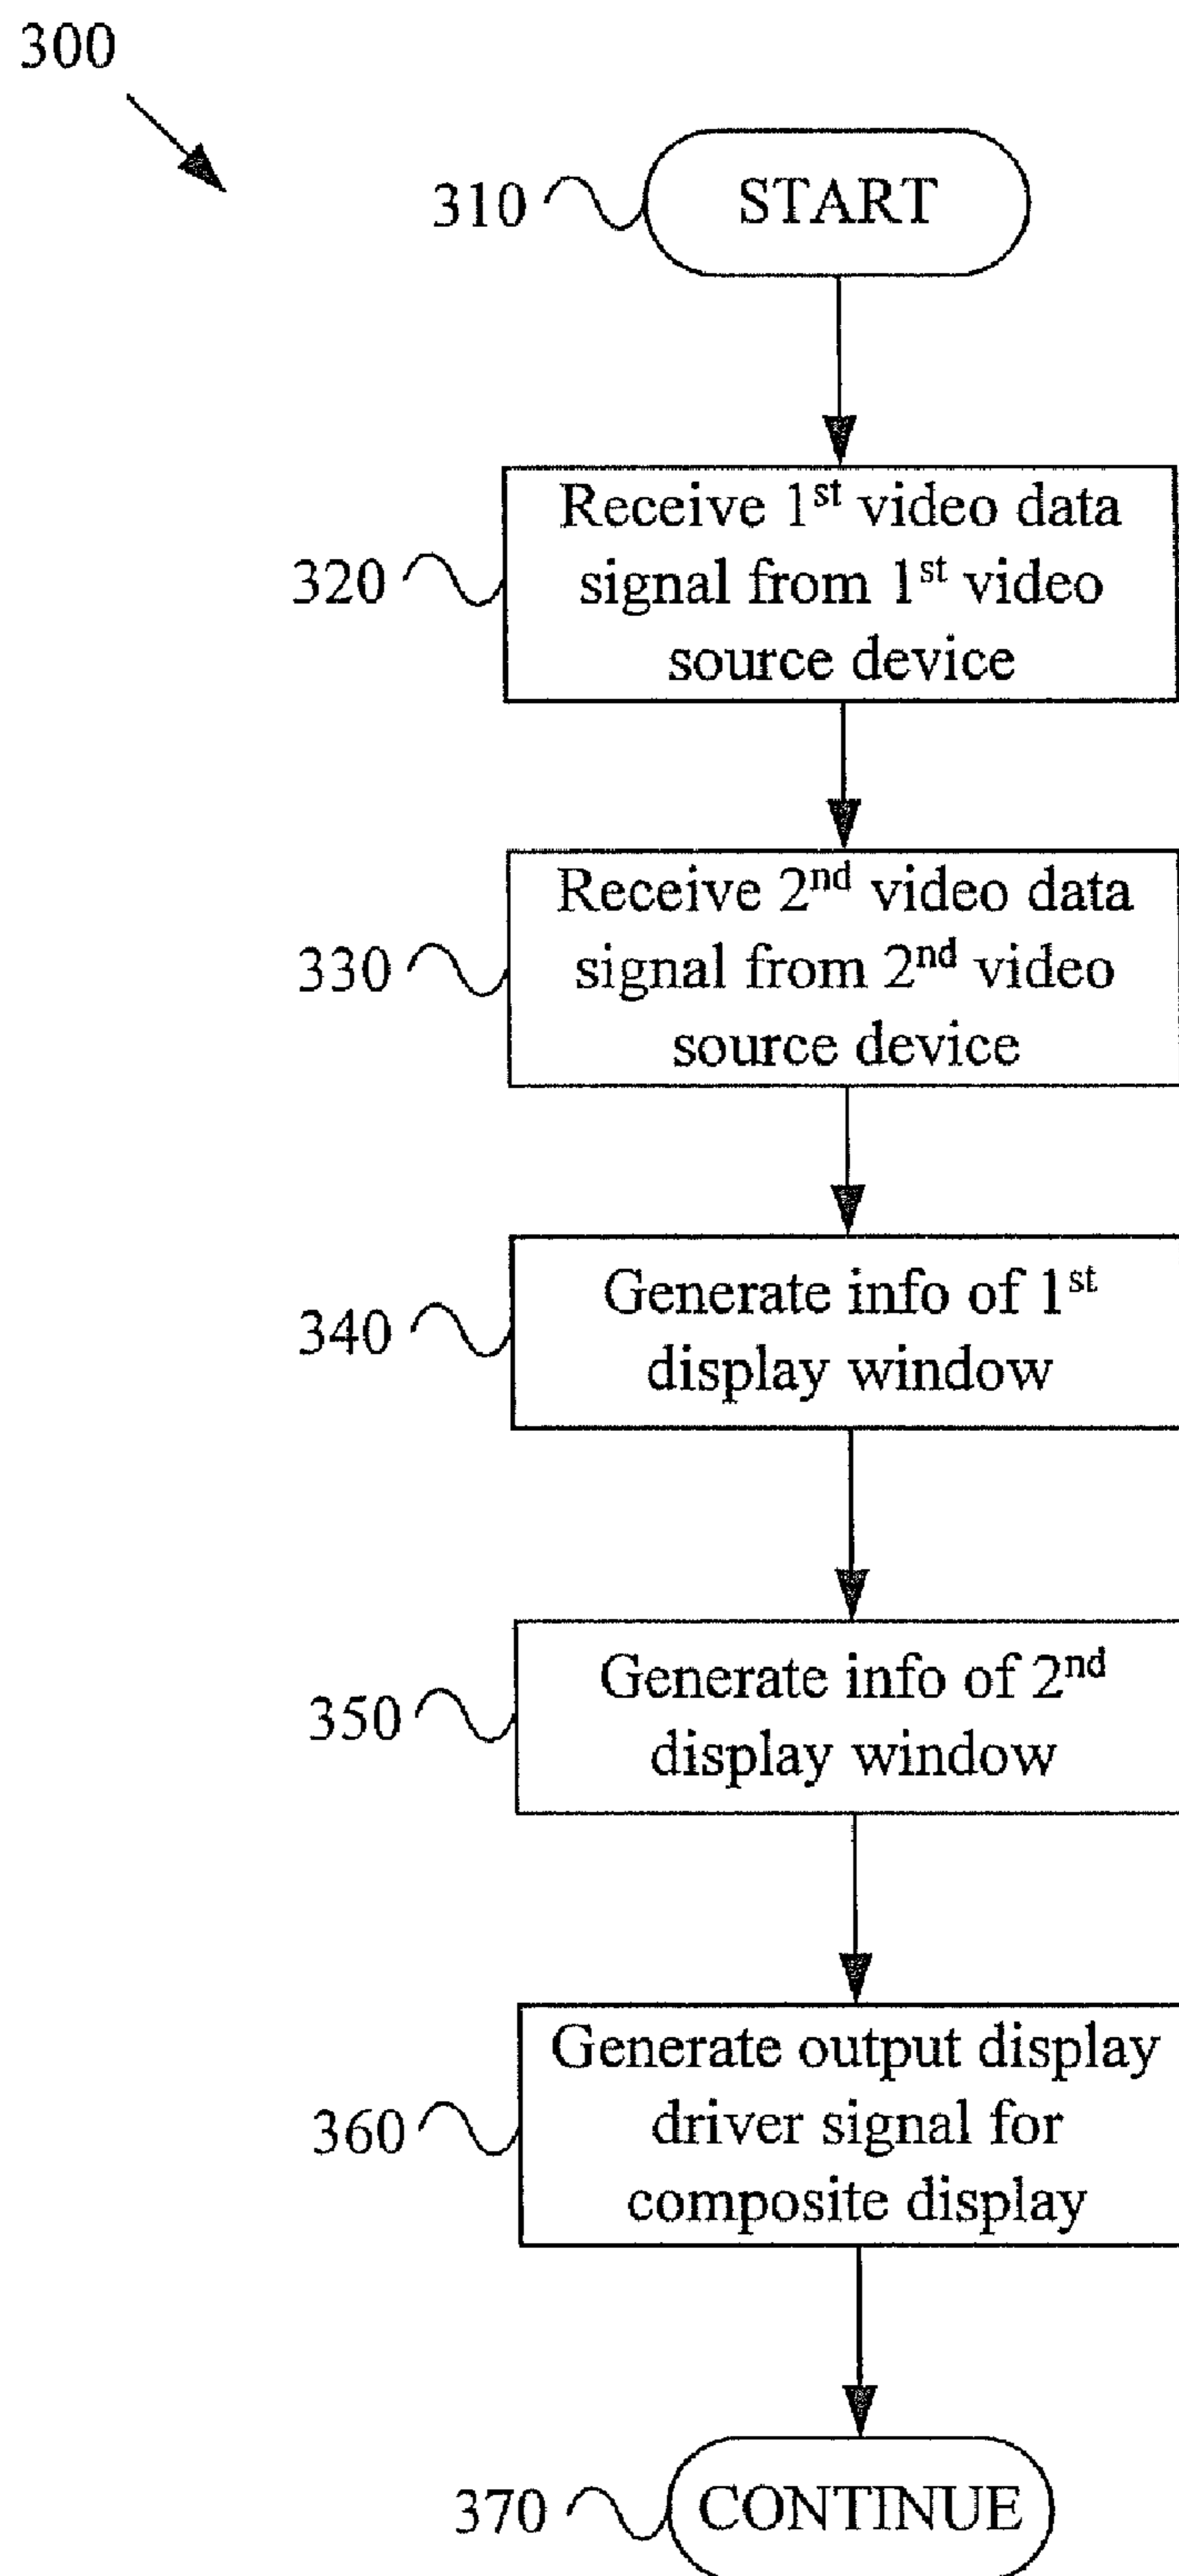 300
310 START
320
Receive 1st video data
signal from 1st video
source device
330
Receive 2nd video data
signal from 2nd video
source device
340
Generate info of 1st
display window
350
Generate info of 2nd
display window
360
Generate output display
driver signal for
composite display
370 CONTINUE